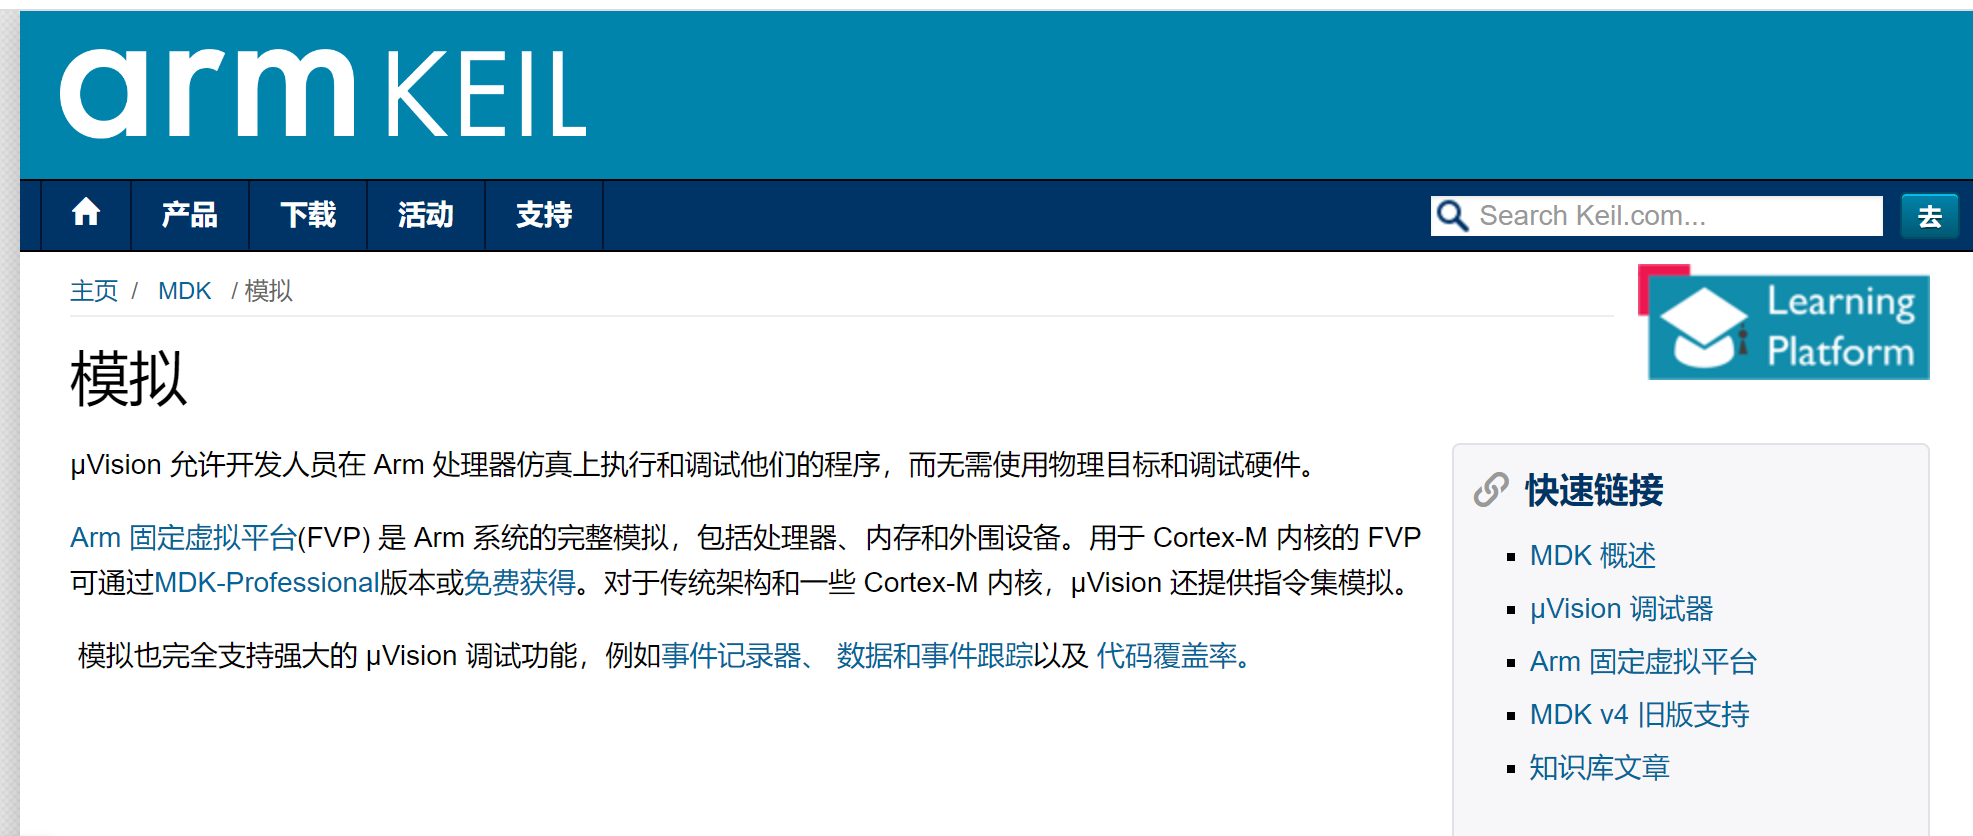 arm KEIL
产品 下载 活动 支持 Search Keil.com... 去
主页 / MDK / 模拟
Learning
Platform
模拟
µVision 允许开发人员在 Arm 处理器仿真上执行和调试他们的程序，而无需使用物理目标和调试硬件。
Arm 固定虚拟平台(FVP) 是 Arm 系统的完整模拟，包括处理器、内存和外围设备。用于 Cortex-M 内核的 FVP
可通过MDK-Professional版本或免费获得。对于传统架构和一些 Cortex-M 内核，µVision 还提供指令集模拟。
模拟也完全支持强大的 µVision 调试功能，例如事件记录器、 数据和事件跟踪以及 代码覆盖率。
快速链接
MDK 概述
µVision 调试器
Arm 固定虚拟平台
MDK v4 旧版支持
知识库文章